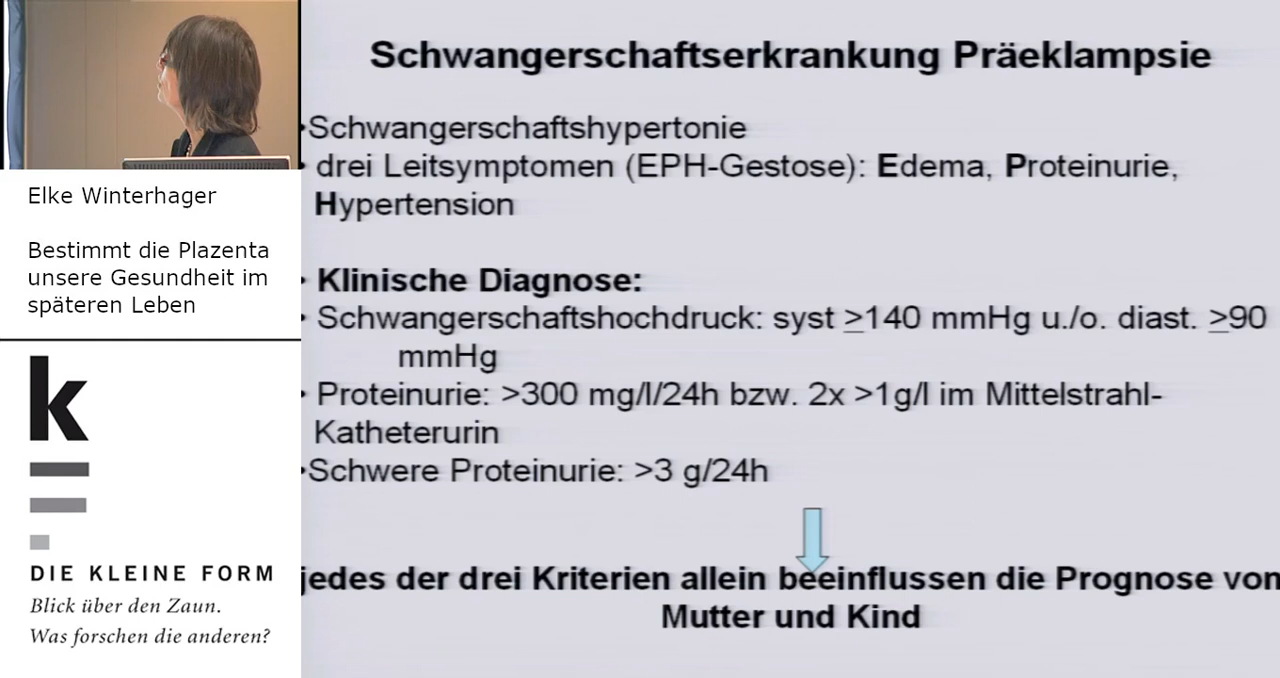 Elke Winterhager
Bestimmt die Plazenta
unsere Gesundheit im
späteren Leben
k
DIE KLEINE FORM
Blick über den Zaun.
Was forschen die anderen?
Schwangerschaftserkrankung Präeklampsie
•Schwangerschaftshypertonie
• drei Leitsymptomen (EPH-Gestose): Edema, Proteinurie,
Hypertension
• Klinische Diagnose:
• Schwangerschaftshochdruck: syst ≥140 mmHg u./o. diast. ≥90
mmHg
• Proteinurie: >300 mg/l/24h bzw. 2x >1g/l im Mittelstrahl-
Katheterurin
•Schwere Proteinurie: >3 g/24h
jedes der drei Kriterien allein beeinflussen die Prognose von
Mutter und Kind